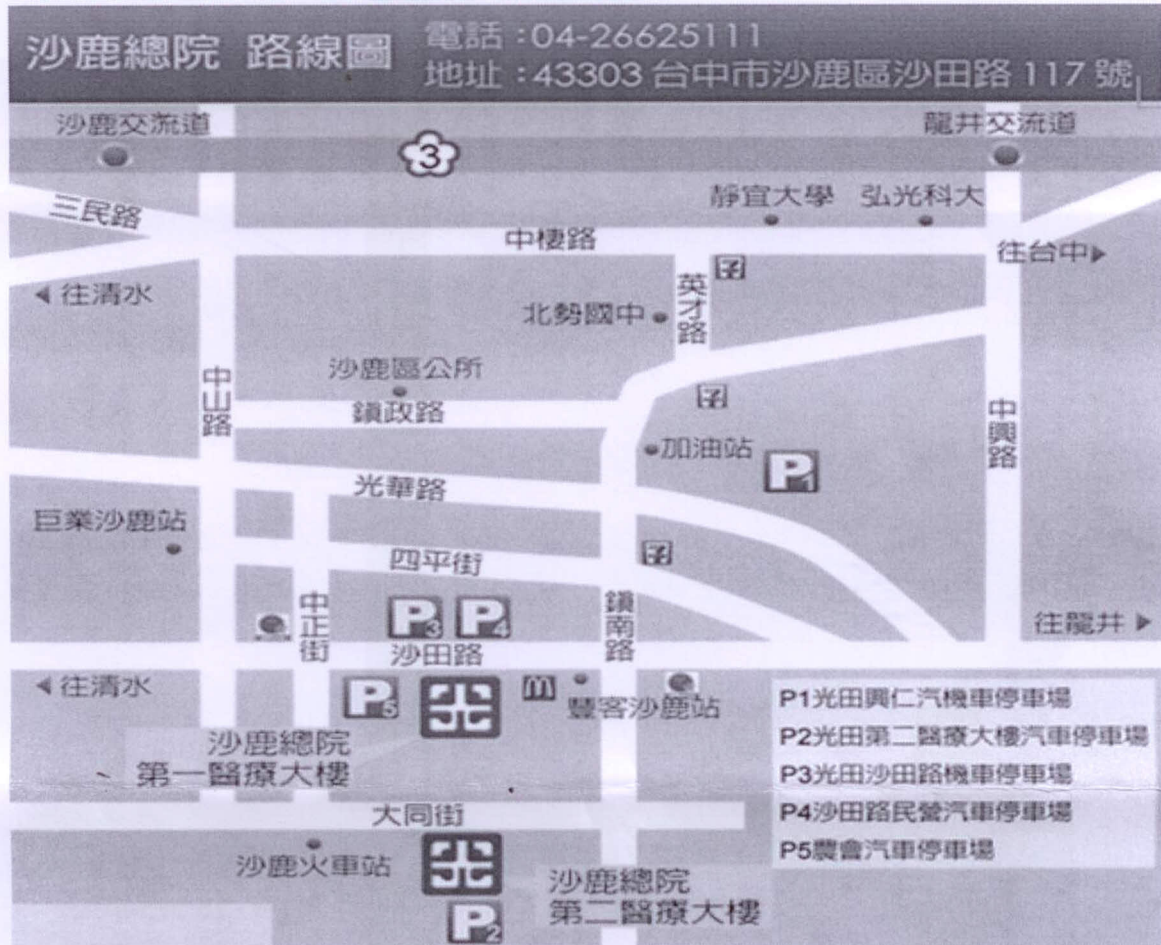 沙鹿總院 路線圖
電話：04-26625111
地址：43303 台中市沙鹿區沙田路 117 號
沙鹿交流道
龍井交流道
3
三民路
靜宜大學
弘光科大
中棲路
往台中▶
◀往清水
英才路
北勢國中
沙鹿區公所
中山路
鎮政路
中興路
加油站
P1
光華路
巨業沙鹿站
四平街
中正街
P3
P4
鎮南路
往龍井▶
沙田路
◀往清水
P5
豐客沙鹿站
沙鹿總院
第一醫療大樓
P1光田興仁汽機車停車場
P2光田第二醫療大樓汽車停車場
P3光田沙田路機車停車場
P4沙田路民營汽車停車場
P5農會汽車停車場
大同街
沙鹿火車站
沙鹿總院
第二醫療大樓
P2